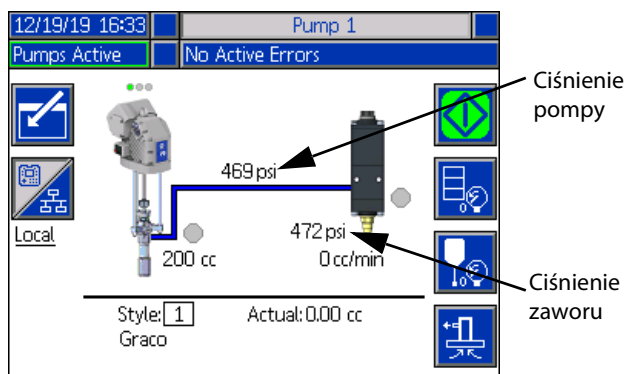 12/19/19 16:33
Pump 1
Pumps Active
No Active Errors
Ciśnienie
pompy
469 psi
Local
472 psi
200 cc
0 cc/min
Ciśnienie
zaworu
Style: 1
Actual: 0.00 cc
Graco